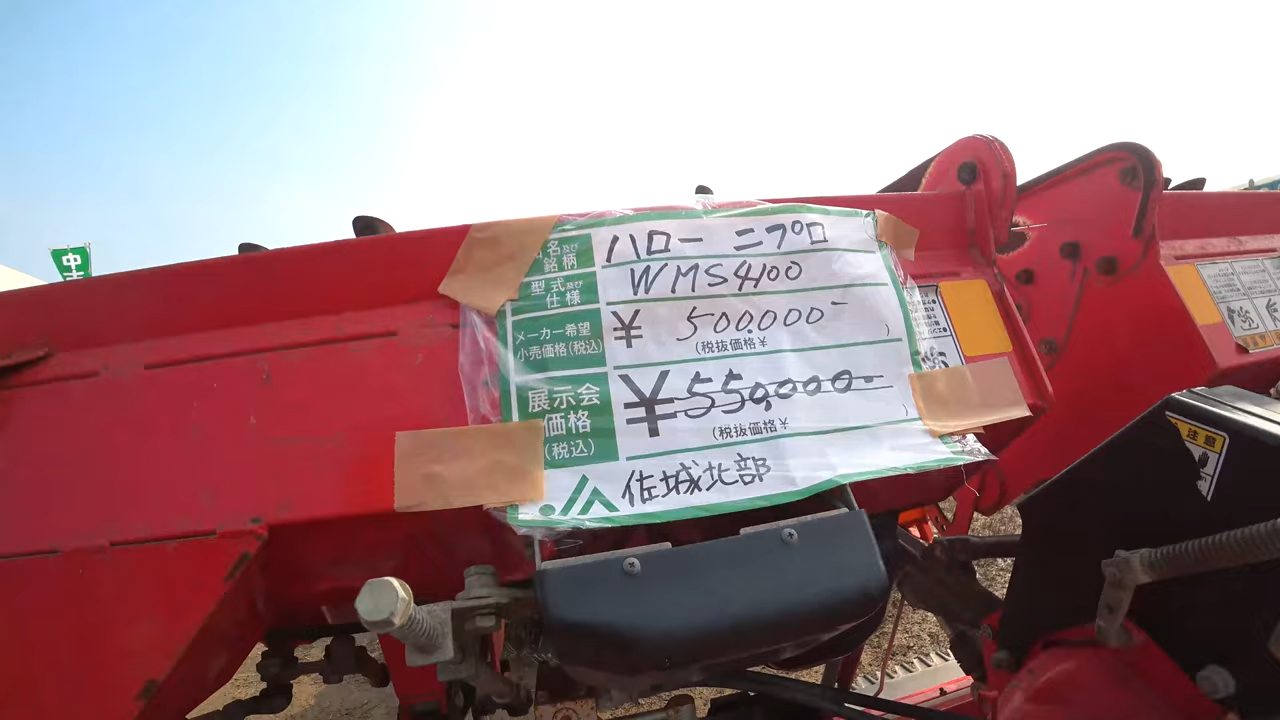 中
名及び
銘柄
ハロー ニプロ
型式及び
仕様
WMS4100
メーカー希望
小売価格(税込)
¥ 500,000-
(税抜価格¥ )
展示会
価格
(税込)
¥550,000-
(税抜価格¥ )
JA 佐城北部
注意